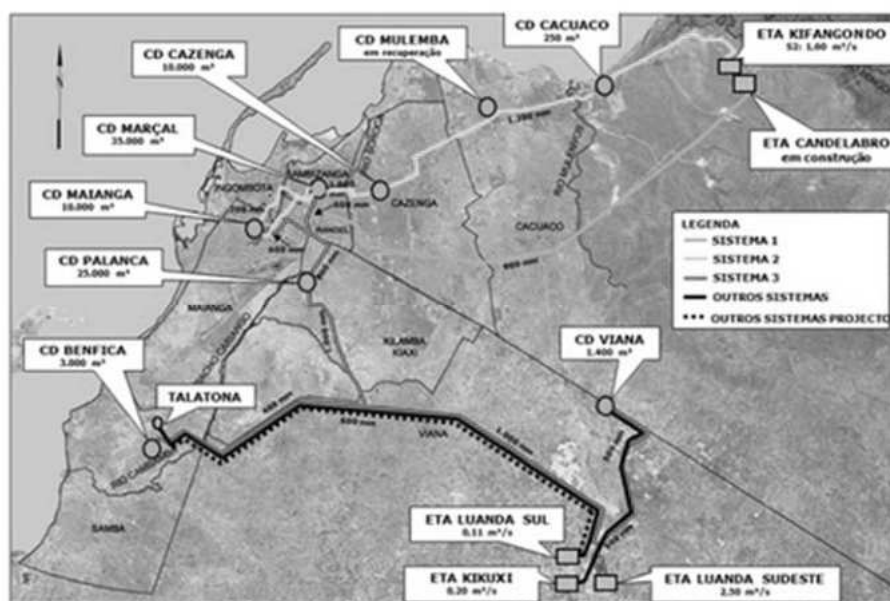 CD CACUACO
250 m³
CD MULEMBA
em recuperação
ETA KIFANGONDO
S2: 1,60 m³/s
CD CAZENGA
10.000 m³
CD MARÇAL
35.000 m³
ETA CANDELABRO
em construção
CD MAIANGA
10.000 m³
CD PALANCA
25.000 m³
CD BENFICA
3.000 m³
TALATONA
CD VIANA
1.400 m³
LEGENDA
SISTEMA 1
SISTEMA 2
SISTEMA 3
OUTROS SISTEMAS
OUTROS SISTEMAS PROJECTO
INGOMBOTA
CAZENGA
CACUACO
MAIANGA
KILAMBA
KIAXI
VIANA
SAMBA
ETA LUANDA SUL
0,11 m³/s
ETA KIKUXI
0,20 m³/s
ETA LUANDA SUDESTE
2,50 m³/s